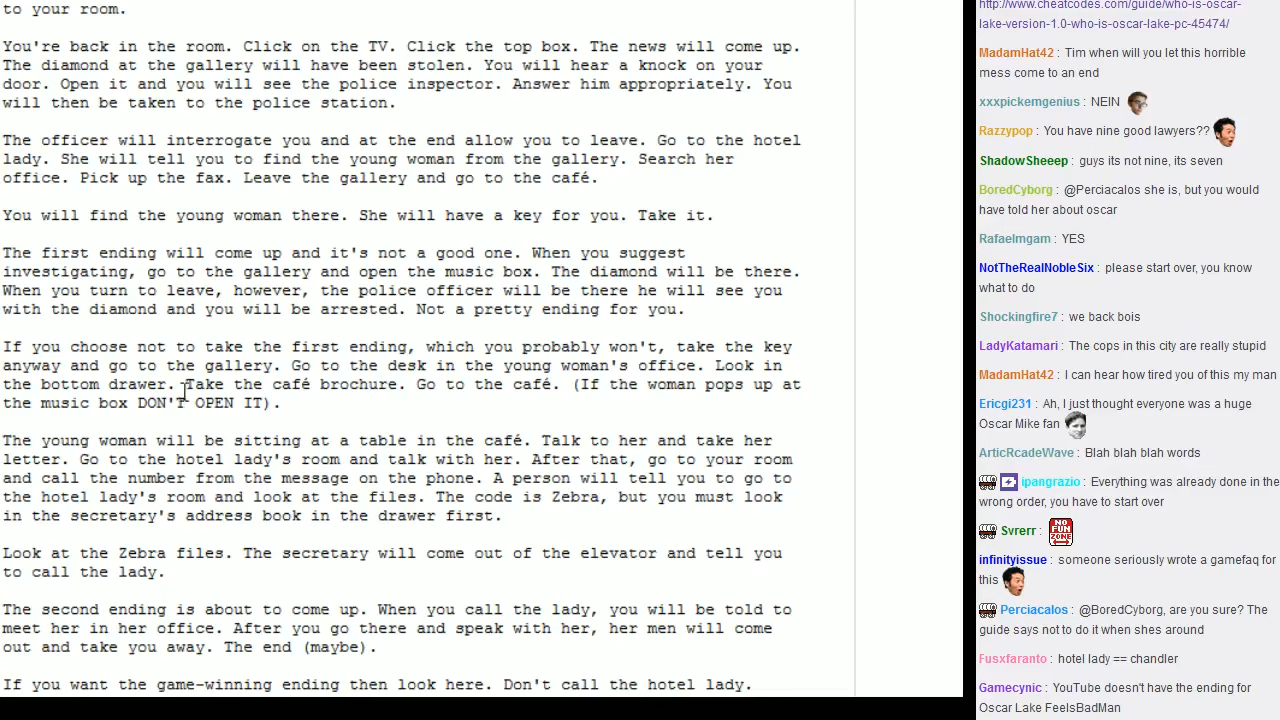 to your room.
You're back in the room. Click on the TV. Click the top box. The news will come up.
The diamond at the gallery will have been stolen. You will hear a knock on your
door. Open it and you will see the police inspector. Answer him appropriately. You
will then be taken to the police station.
The officer will interrogate you and at the end allow you to leave. Go to the hotel
lady. She will tell you to find the young woman from the gallery. Search her
office. Pick up the fax. Leave the gallery and go to the café.
You will find the young woman there. She will have a key for you. Take it.
The first ending will come up and it's not a good one. When you suggest
investigating, go to the gallery and open the music box. The diamond will be there.
When you turn to leave, however, the police officer will be there he will see you
with the diamond and you will be arrested. Not a pretty ending for you.
If you choose not to take the first ending, which you probably won't, take the key
anyway and go to the gallery. Go to the desk in the young woman's office. Look in
the bottom drawer. Take the café brochure. Go to the café. (If the woman pops up at
the music box DON'T OPEN IT).
The young woman will be sitting at a table in the café. Talk to her and take her
letter. Go to the hotel lady's room and talk with her. After that, go to your room
and call the number from the message on the phone. A person will tell you to go to
the hotel lady's room and look at the files. The code is Zebra, but you must look
in the secretary's address book in the drawer first.
Look at the Zebra files. The secretary will come out of the elevator and tell you
to call the lady.
The second ending is about to come up. When you call the lady, you will be told to
meet her in her office. After you go there and speak with her, her men will come
out and take you away. The end (maybe).
If you want the game-winning ending then look here. Don't call the hotel lady.
http://www.cheatcodes.com/guide/who-is-oscar-
lake-version-1.0-who-is-oscar-lake-pc-45474/
MadamHat42 : Tim when will you let this horrible
mess come to an end
xxxpickemgenius : NEIN
Razzypop : You have nine good lawyers??
ShadowSheeep : guys its not nine, its seven
BoredCyborg : @Perciacalos she is, but you would
have told her about oscar
Rafaelmgam : YES
NotTheRealNobleSix : please start over, you know
what to do
Shockingfire7 : we back bois
LadyKatamari : The cops in this city are really stupid
MadamHat42 : I can hear how tired you of this my man
Ericgi231 : Ah, I just thought everyone was a huge
Oscar Mike fan
ArticRcadeWave : Blah blah blah words
ipangrazio : Everything was already done in the
wrong order, you have to start over
Svrerr : NO FUN ZONE
infinityissue : someone seriously wrote a gamefaq for
this
Perciacalos : @BoredCyborg, are you sure? The
guide says not to do it when shes around
Fusxfaranto : hotel lady == chandler
Gamecynic : YouTube doesn't have the ending for
Oscar Lake FeelsBadMan